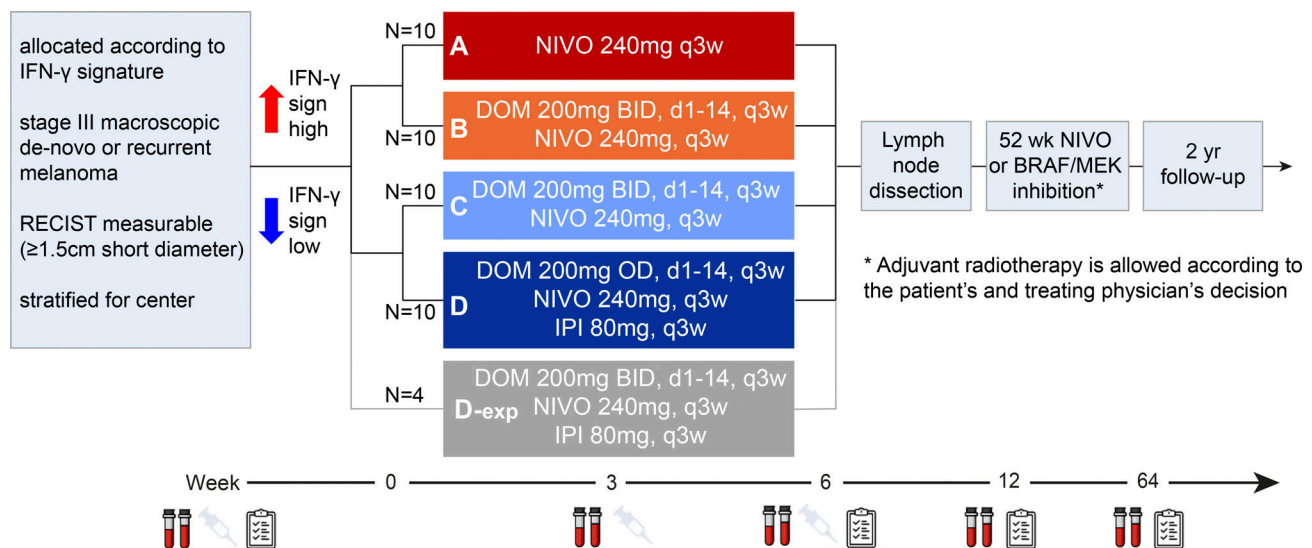 allocated according to
IFN-γ signature
stage III macroscopic
de-novo or recurrent
melanoma
RECIST measurable
(≥1.5cm short diameter)
stratified for center
IFN-γ
sign
high
IFN-γ
sign
low
N=10
A
NIVO 240mg q3w
N=10
B
DOM 200mg BID, d1-14, q3w
NIVO 240mg, q3w
N=10
C
DOM 200mg BID, d1-14, q3w
NIVO 240mg, q3w
N=10
D
DOM 200mg OD, d1-14, q3w
NIVO 240mg, q3w
IPI 80mg, q3w
N=4
D-exp
DOM 200mg BID, d1-14, q3w
NIVO 240mg, q3w
IPI 80mg, q3w
Lymph
node
dissection
52 wk NIVO
or BRAF/MEK
inhibition*
2 yr
follow-up
* Adjuvant radiotherapy is allowed according to
the patient's and treating physician's decision
Week 0 3 6 12 64